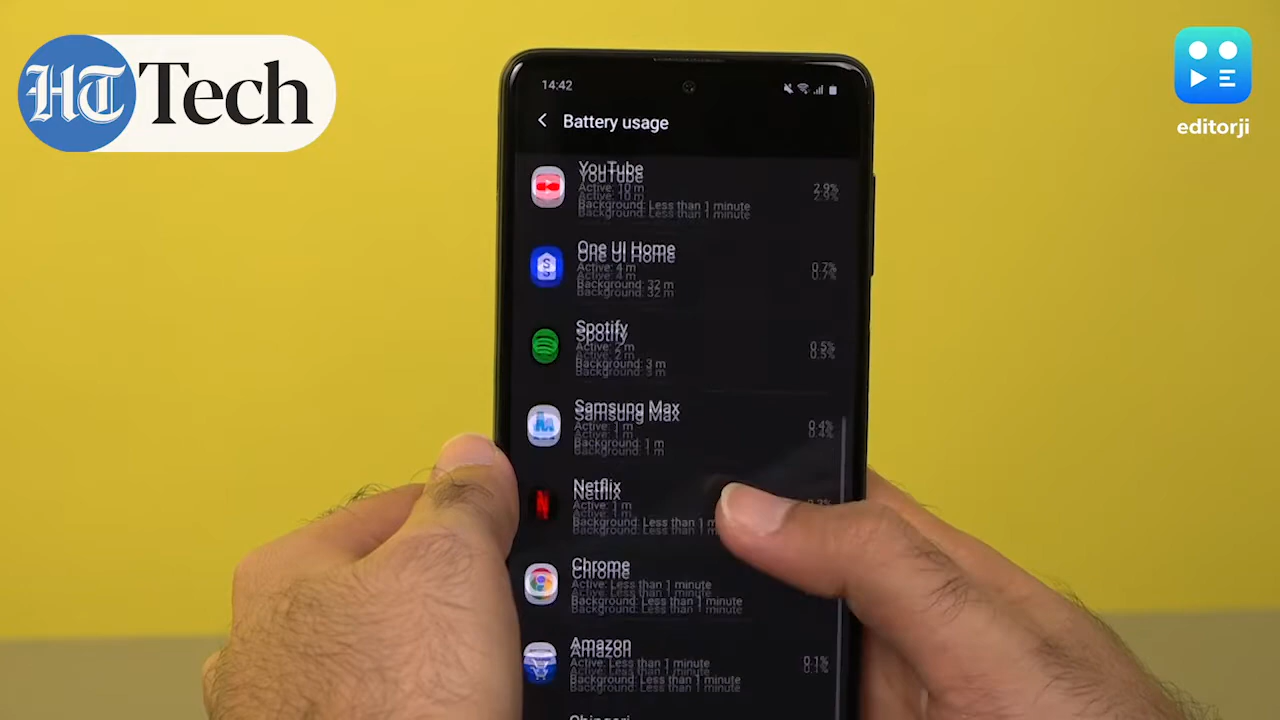 HT Tech
editorji
14:42
Battery usage
YouTube
Active: 10 m
2.9%
Background: Less than 1 minute
One UI Home
Active: 4 m
0.7%
Background: 32 m
Spotify
Active: 2 m
0.5%
Background: 3 m
Samsung Max
Active: 1 m
0.4%
Background: 1 m
Netflix
Active: 1 m
Background: Less than 1 m
Chrome
Active: Less than 1 minute
Background: Less than 1 minute
Amazon
Active: Less than 1 minute
0.1%
Background: Less than 1 minute